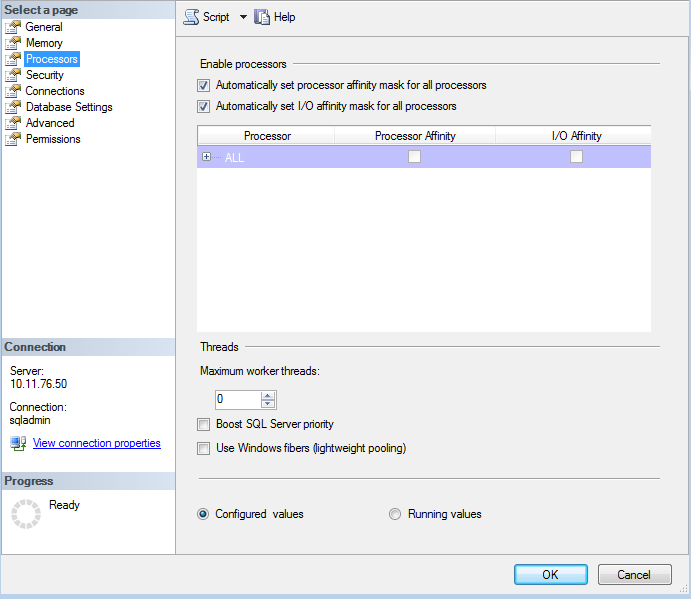 Select a page
General
Memory
Processors
Security
Connections
Database Settings
Advanced
Permissions
Connection
Server:
10.11.76.50
Connection:
sqladmin
View connection properties
Progress
Ready
Script Help
Enable processors
Automatically set processor affinity mask for all processors
Automatically set I/O affinity mask for all processors
Processor Processor Affinity I/O Affinity
ALL
Threads
Maximum worker threads:
0
Boost SQL Server priority
Use Windows fibers (lightweight pooling)
Configured values Running values
OK Cancel